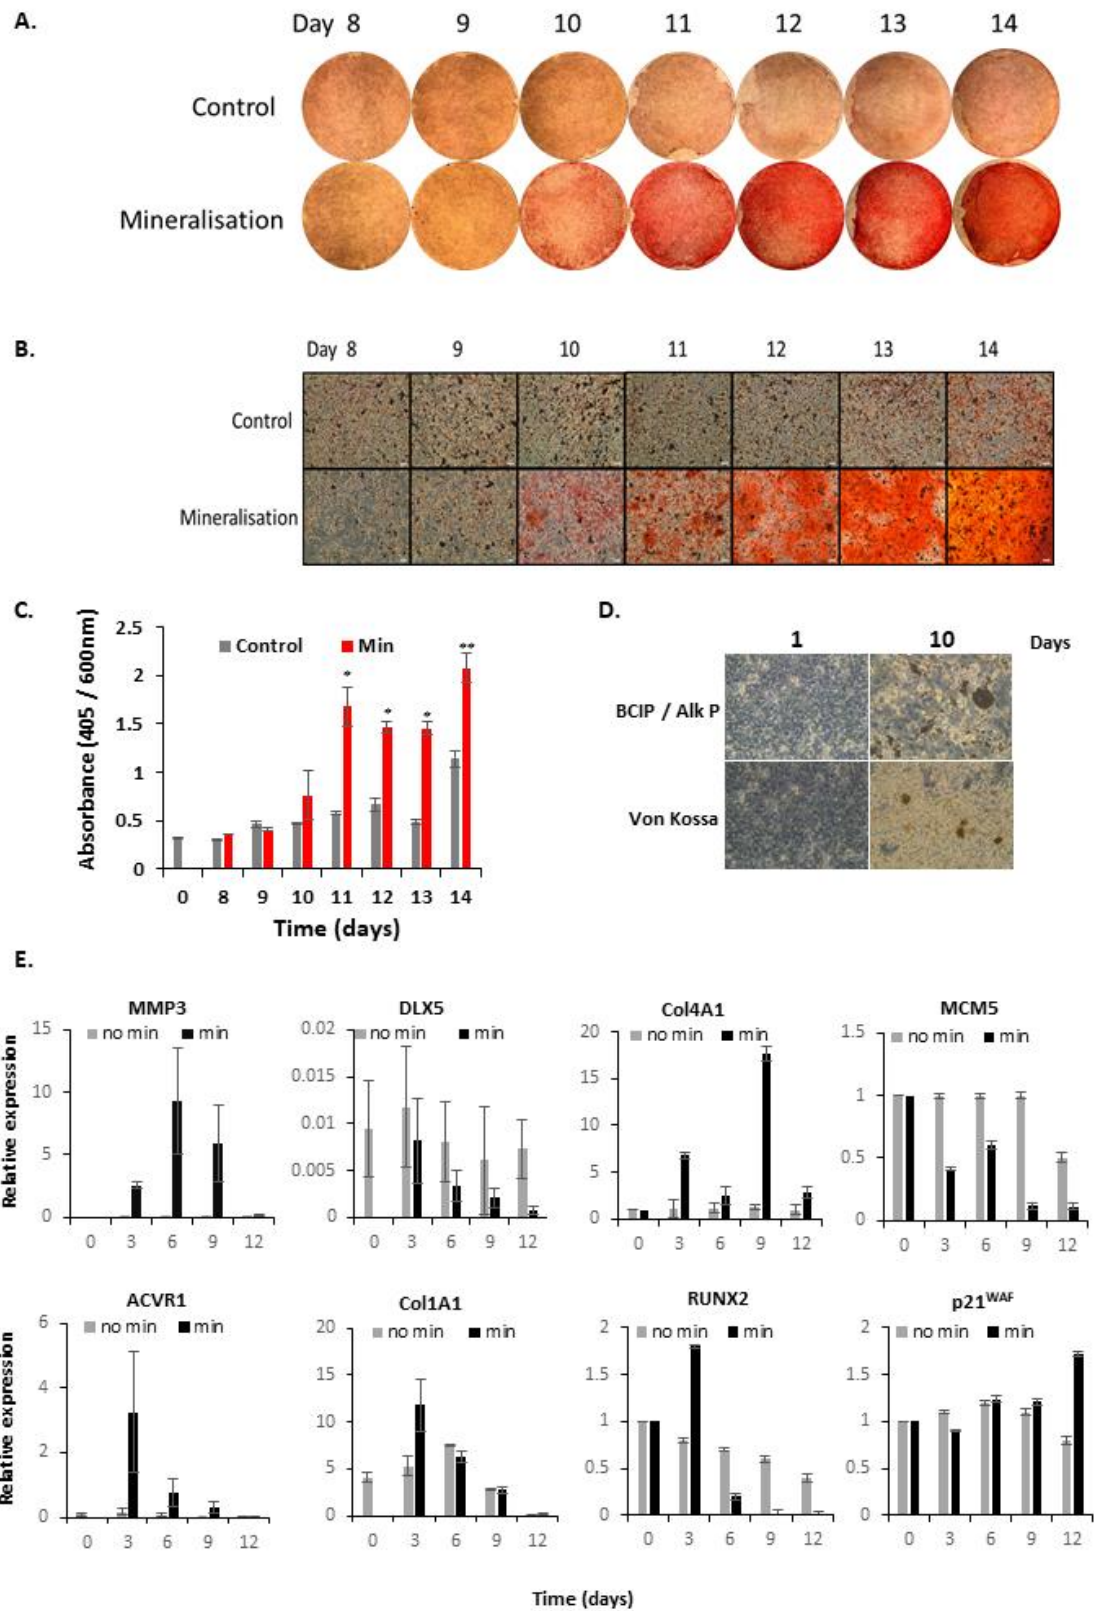 A.
Day 8 9 10 11 12 13 14
Control
Mineralisation
B.
Day 8 9 10 11 12 13 14
Control
Mineralisation
C.
Absorbance (405 / 600nm)
2.5
2
1.5
1
0.5
0
Control Min
*
*
*
**
0 8 9 10 11 12 13 14
Time (days)
D.
1 10 Days
BCIP / Alk P
Von Kossa
E.
Relative expression
MMP3
no min min
15
10
5
0
0 3 6 9 12
DLX5
no min min
0.02
0.015
0.01
0.005
0
0 3 6 9 12
Col4A1
no min min
20
15
10
5
0
0 3 6 9 12
MCM5
no min min
1.5
1
0.5
0
0 3 6 9 12
Relative expression
ACVR1
no min min
6
4
2
0
0 3 6 9 12
Col1A1
no min min
20
15
10
5
0
0 3 6 9 12
RUNX2
no min min
2
1.5
1
0.5
0
0 3 6 9 12
p21WAF
no min min
2
1.5
1
0.5
0
0 3 6 9 12
Time (days)